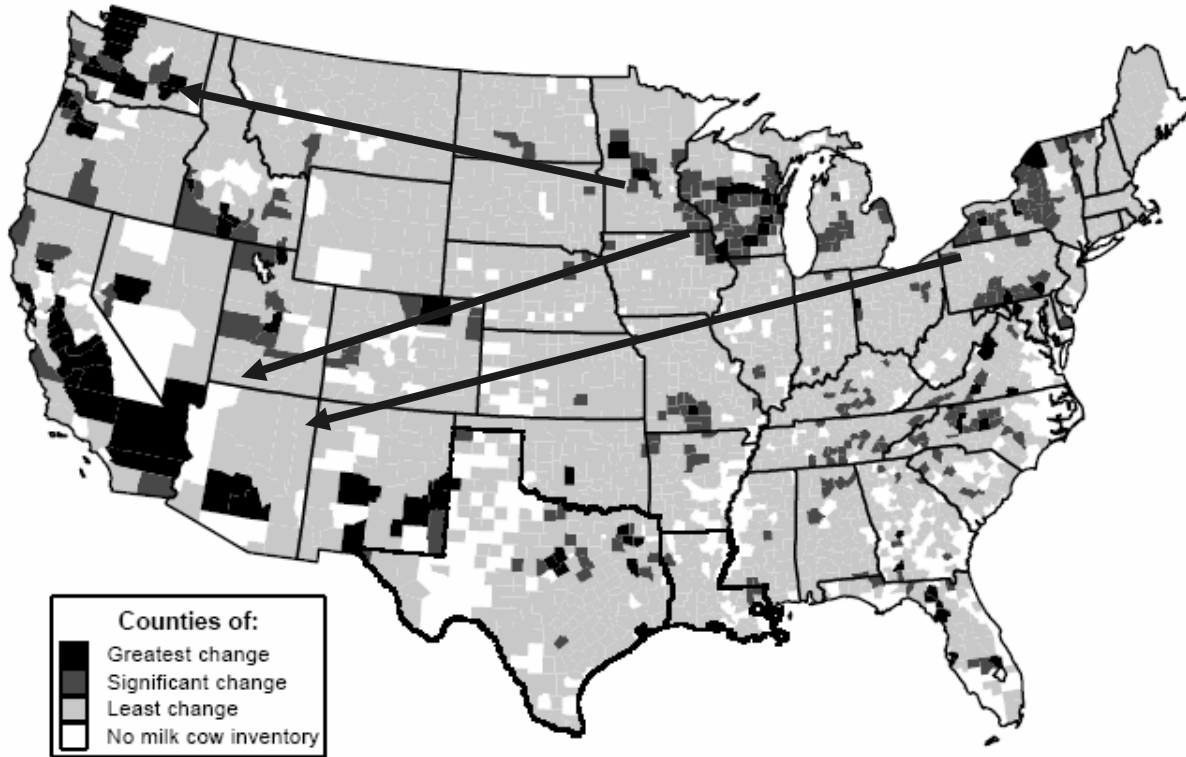 Counties of:
Greatest change
Significant change
Least change
No milk cow inventory